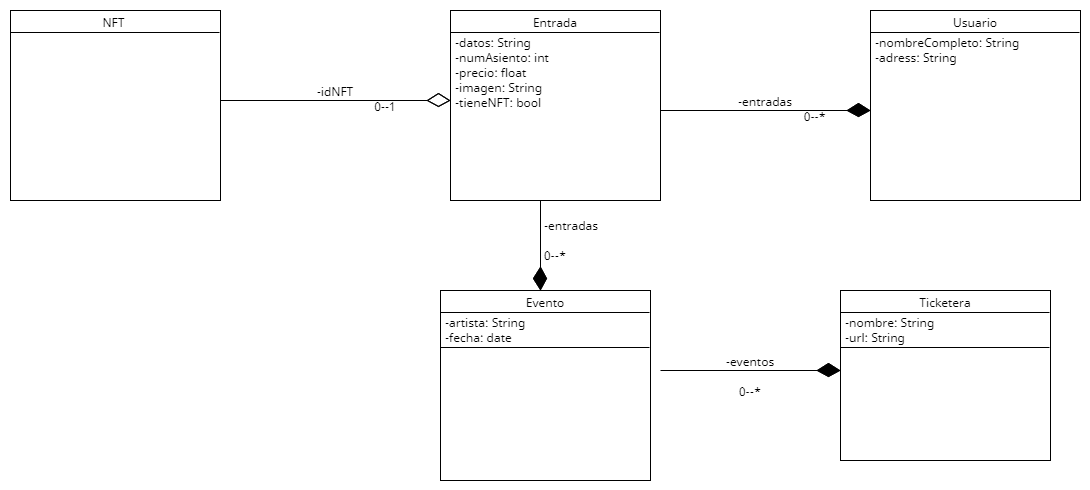 NFT
Entrada
-datos: String
-numAsiento: int
-precio: float
-imagen: String
-tieneNFT: bool
Usuario
-nombreCompleto: String
-adress: String
-idNFT
0--1
-entradas
0--*
-entradas
0--*
Evento
-artista: String
-fecha: date
Ticketera
-nombre: String
-url: String
-eventos
0--*